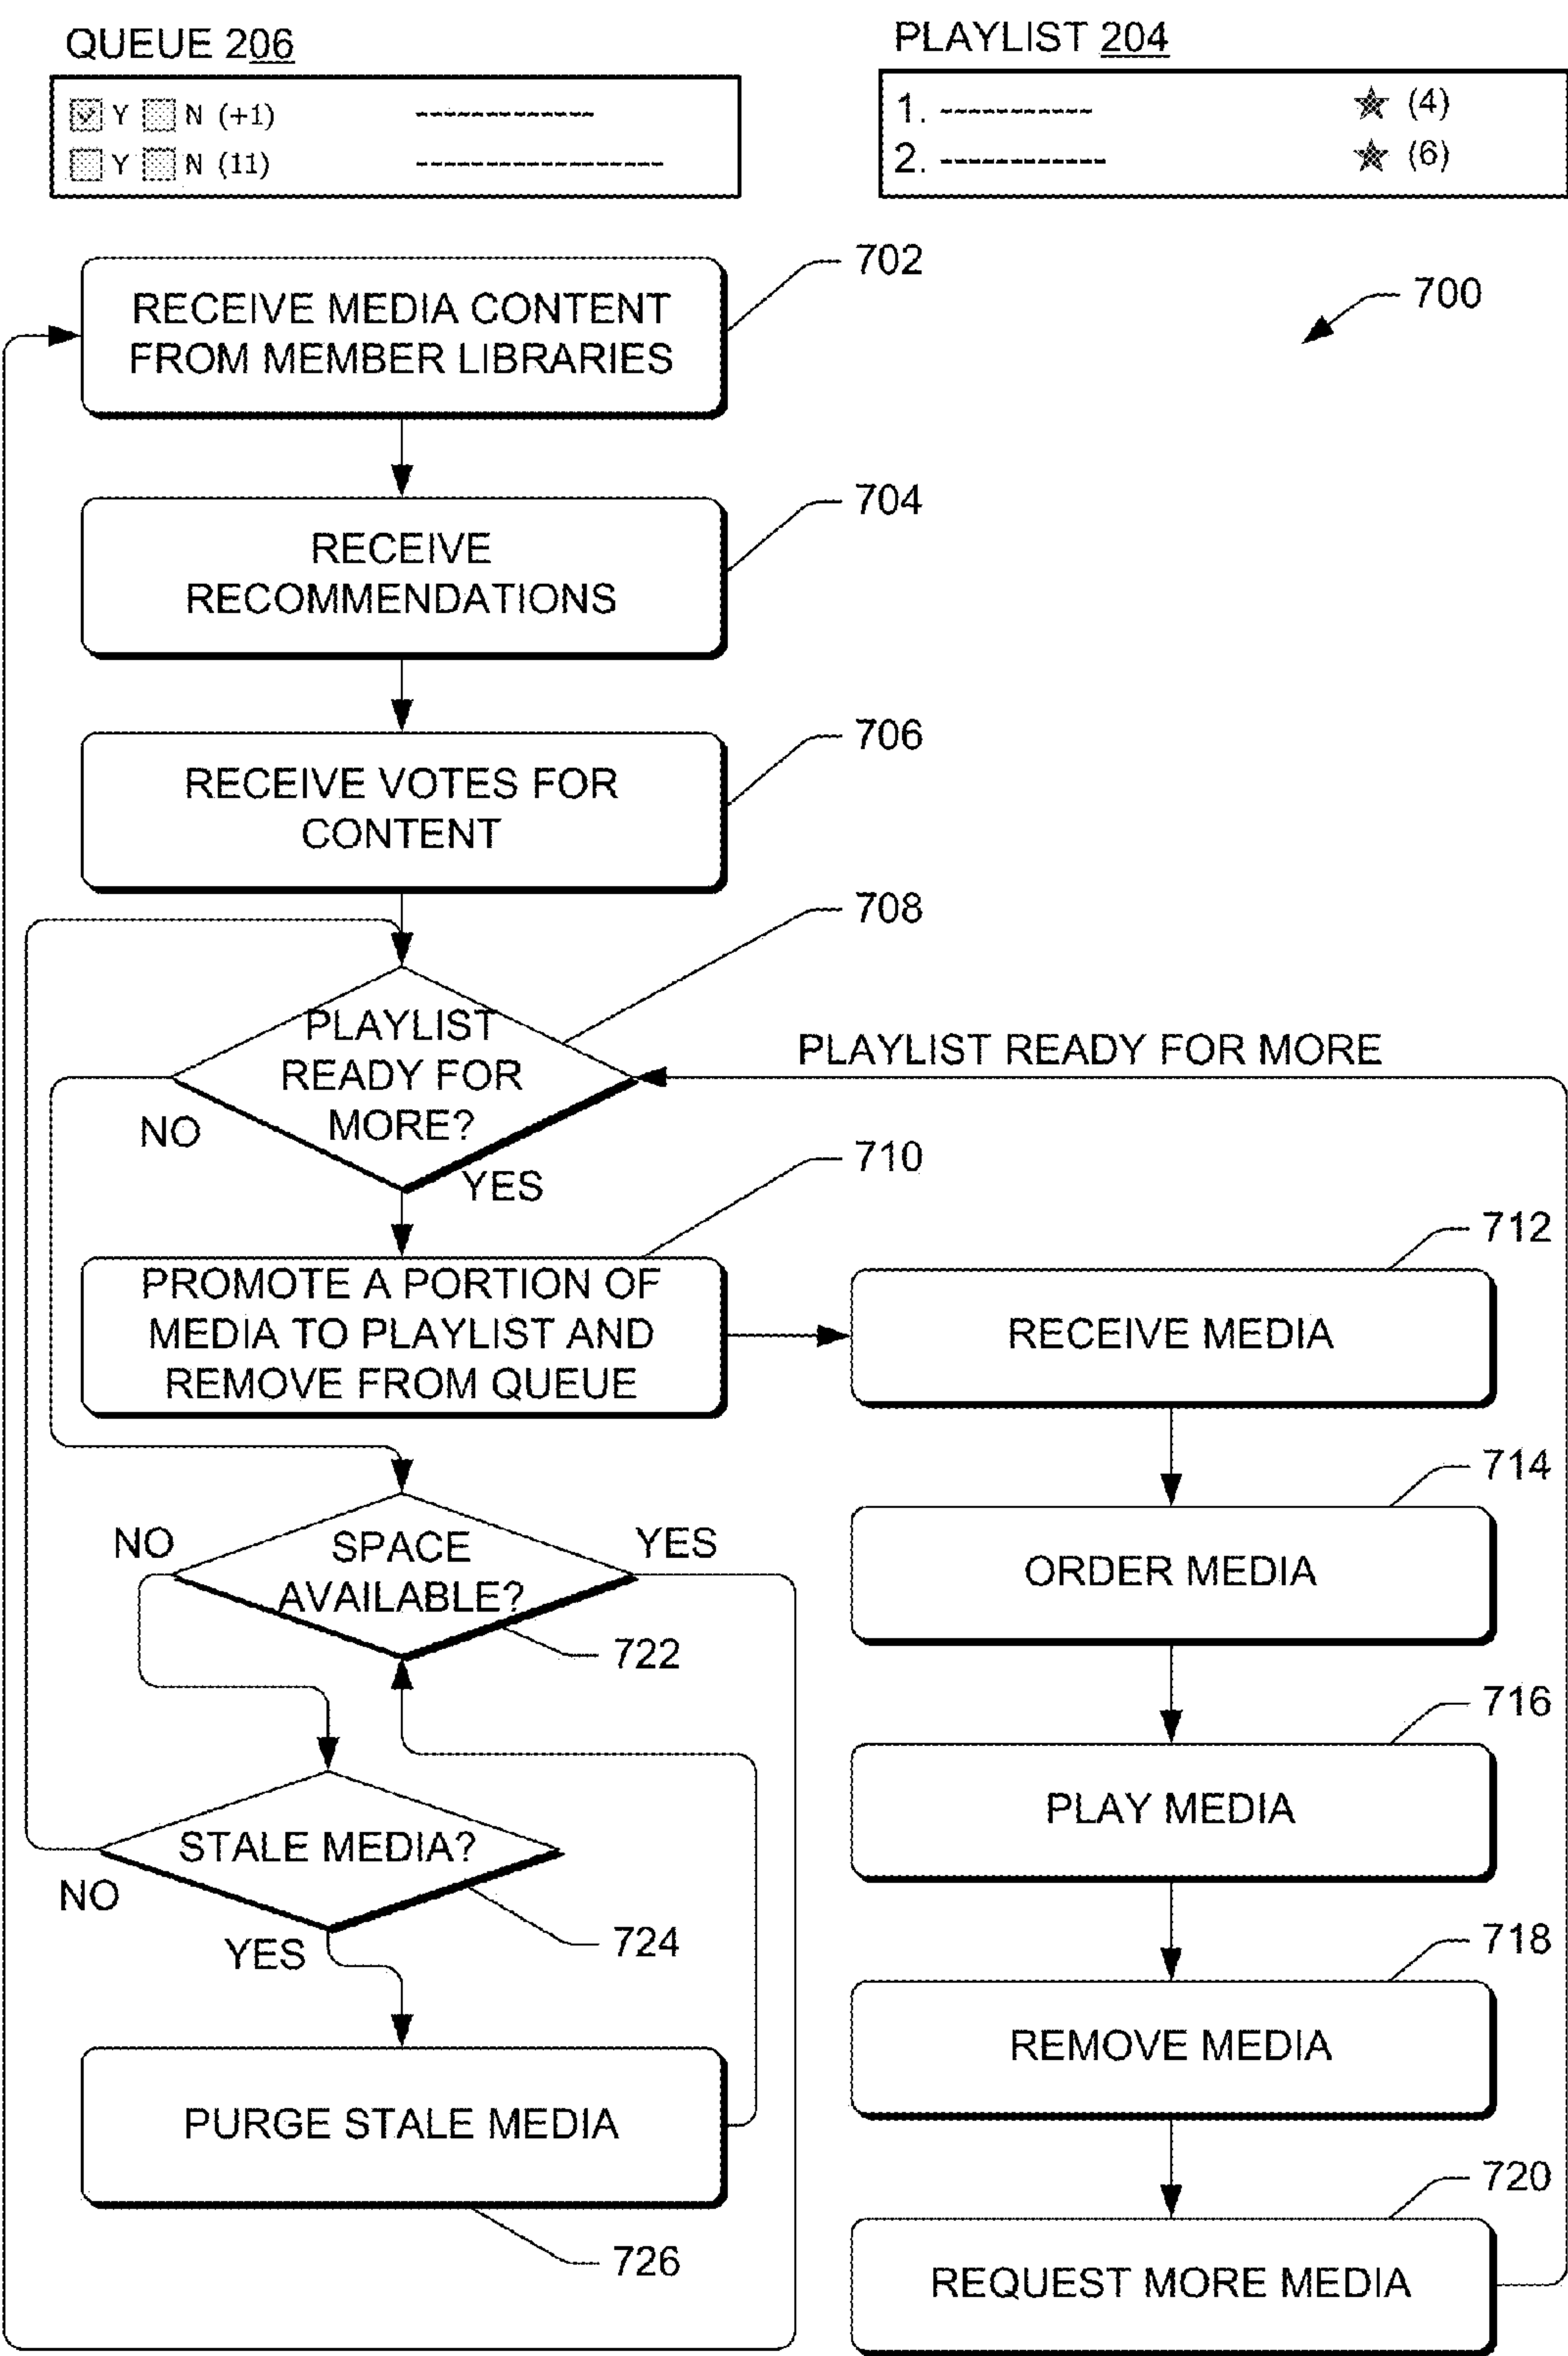 QUEUE 206
Y N (+1)
Y N (11)
PLAYLIST 204
1. (4)
2. (6)
702
RECEIVE MEDIA CONTENT
FROM MEMBER LIBRARIES
700
704
RECEIVE
RECOMMENDATIONS
706
RECEIVE VOTES FOR
CONTENT
708
PLAYLIST
READY FOR
MORE?
NO
YES
PLAYLIST READY FOR MORE
710
PROMOTE A PORTION OF
MEDIA TO PLAYLIST AND
REMOVE FROM QUEUE
712
RECEIVE MEDIA
714
ORDER MEDIA
716
PLAY MEDIA
718
REMOVE MEDIA
720
REQUEST MORE MEDIA
NO
SPACE
AVAILABLE?
YES
722
STALE MEDIA?
NO
YES
724
PURGE STALE MEDIA
726